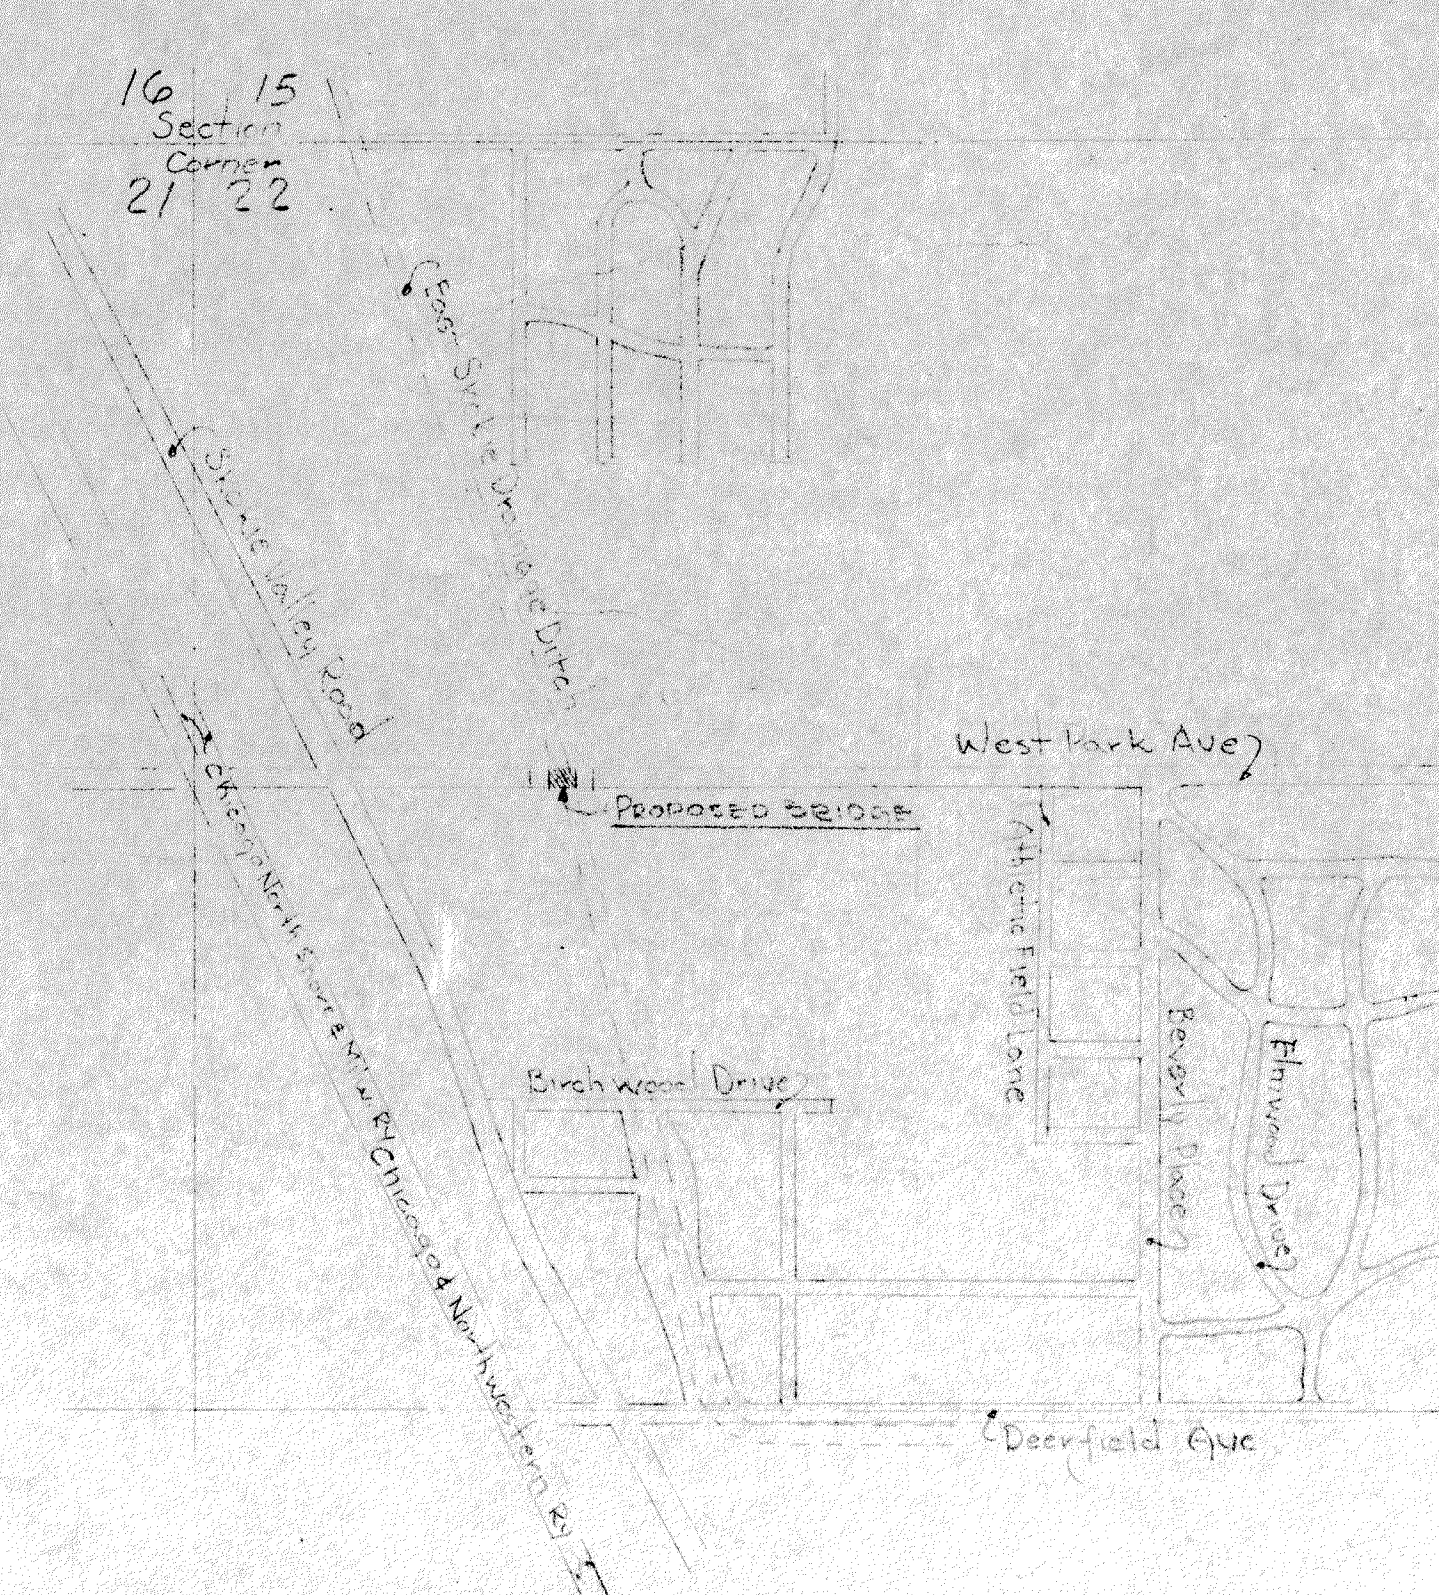 16 15
Section
Corner
21 22
East Skokie Drainage Ditch
Skokie Valley Road
West Park Ave
PROPOSED BRIDGE
Chicago North Shore & Milw Ry
Athletic Field Lane
Beverly Place
Elmwood Drive
Birchwood Drive
Chicago & Northwestern Ry
Deerfield Ave